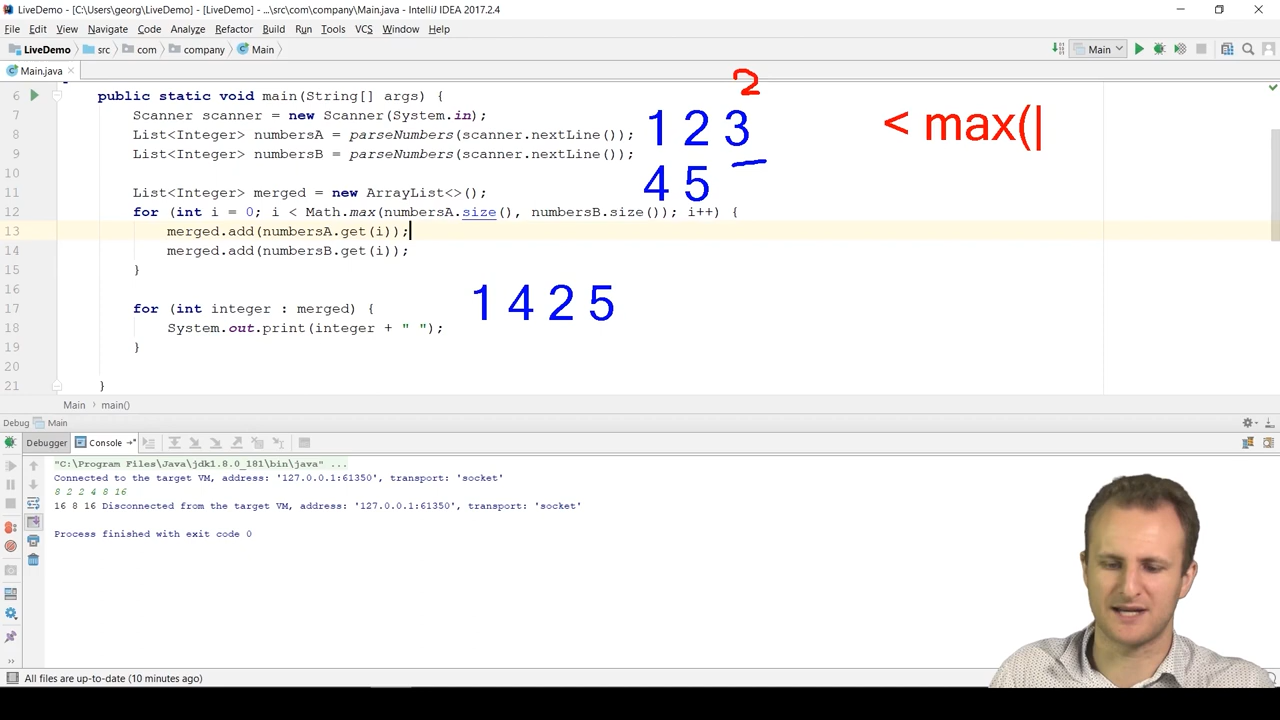 LiveDemo - [C:\Users\georg\LiveDemo] - [LiveDemo] - ...\src\com\company\Main.java - IntelliJ IDEA 2017.2.4
File Edit View Navigate Code Analyze Refactor Build Run Tools VCS Window Help
LiveDemo src com company Main Main
Main.java
6 public static void main(String[] args) {
7 Scanner scanner = new Scanner(System.in);
8 List<Integer> numbersA = parseNumbers(scanner.nextLine());
9 List<Integer> numbersB = parseNumbers(scanner.nextLine());
10
11 List<Integer> merged = new ArrayList<>();
12 for (int i = 0; i < Math.max(numbersA.size(), numbersB.size()); i++) {
13 merged.add(numbersA.get(i));
14 merged.add(numbersB.get(i));
15 }
16
17 for (int integer : merged) {
18 System.out.print(integer + " ");
19 }
20
21 }
2
1 2 3
4 5
< max(|
1 4 2 5
Main main()
Debug Main
Debugger Console
"C:\Program Files\Java\jdk1.8.0_181\bin\java" ...
Connected to the target VM, address: '127.0.0.1:61350', transport: 'socket'
8 2 2 4 8 16
16 8 16 Disconnected from the target VM, address: '127.0.0.1:61350', transport: 'socket'
Process finished with exit code 0
All files are up-to-date (10 minutes ago)